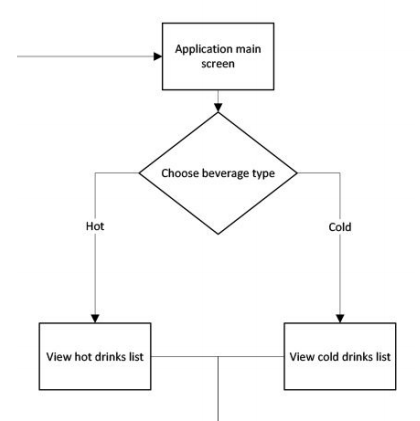 Application main
screen
Choose beverage type
Hot
Cold
View hot drinks list
View cold drinks list